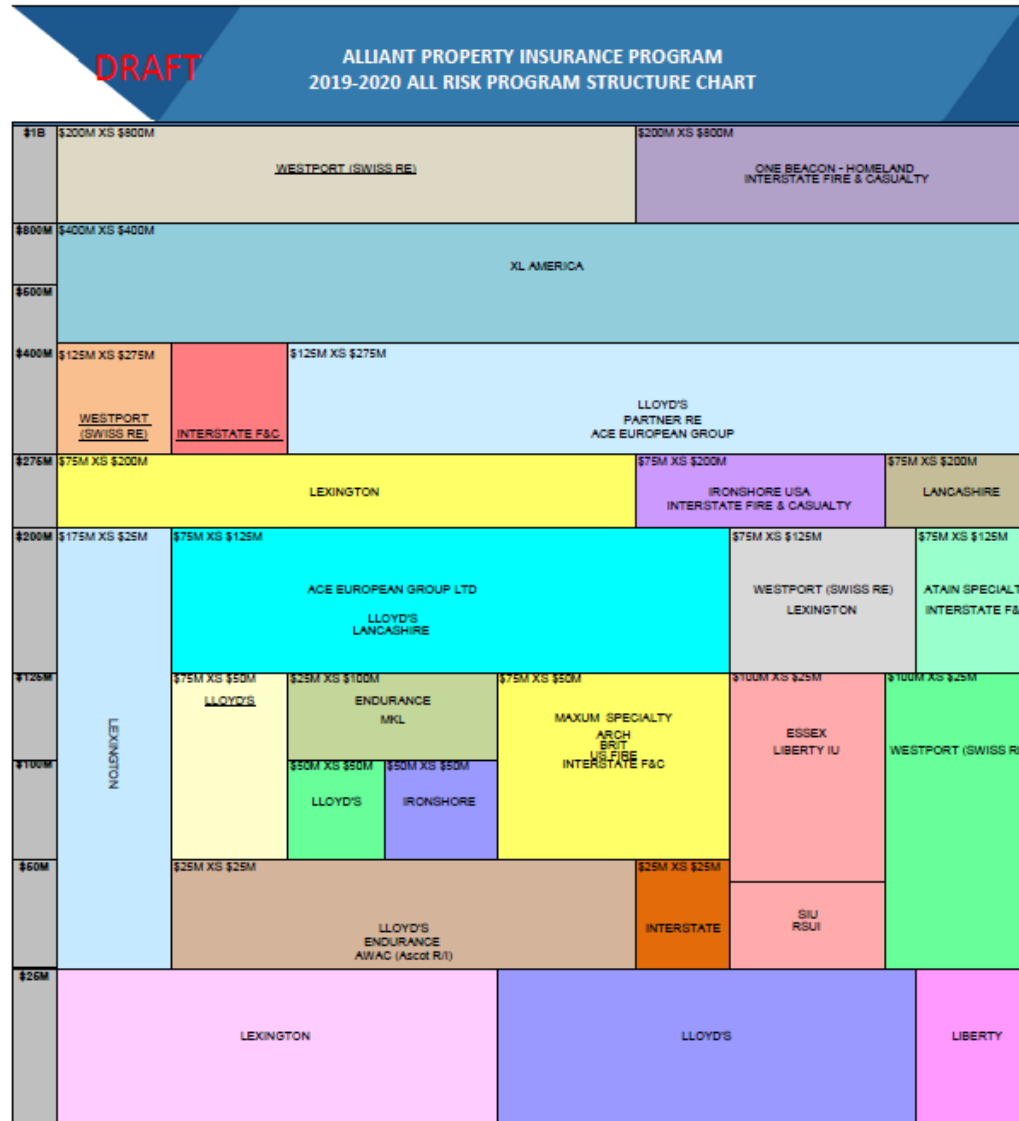 DRAFT
ALLIANT PROPERTY INSURANCE PROGRAM
2019-2020 ALL RISK PROGRAM STRUCTURE CHART
$1B
$200M XS $800M
WESTPORT (SWISS RE)
$200M XS $800M
ONE BEACON - HOMELAND
INTERSTATE FIRE & CASUALTY
$800M
$400M XS $400M
XL AMERICA
$600M
$400M
$125M XS $275M
WESTPORT
(SWISS RE)
INTERSTATE F&C
$125M XS $275M
LLOYD'S
PARTNER RE
ACE EUROPEAN GROUP
$275M
$75M XS $200M
LEXINGTON
$75M XS $200M
IRONSHORE USA
INTERSTATE FIRE & CASUALTY
$75M XS $200M
LANCASHIRE
$200M
$175M XS $25M
LEXINGTON
$75M XS $125M
ACE EUROPEAN GROUP LTD
LLOYD'S
LANCASHIRE
$75M XS $125M
WESTPORT (SWISS RE)
LEXINGTON
$75M XS $125M
ATAIN SPECIALT
INTERSTATE F&
$125M
$75M XS $50M
LLOYD'S
$25M XS $100M
ENDURANCE
MKL
$75M XS $50M
MAXUM SPECIALTY
ARCH
BRIT
US FIRE
INTERSTATE F&C
$100M XS $25M
ESSEX
LIBERTY IU
$100M XS $25M
WESTPORT (SWISS R
$100M
$50M XS $50M
LLOYD'S
$50M XS $50M
IRONSHORE
$50M
$25M XS $25M
LLOYD'S
ENDURANCE
AWAC (Ascot R/I)
$25M XS $25M
INTERSTATE
SIU
RSUI
$25M
LEXINGTON
LLOYD'S
LIBERTY